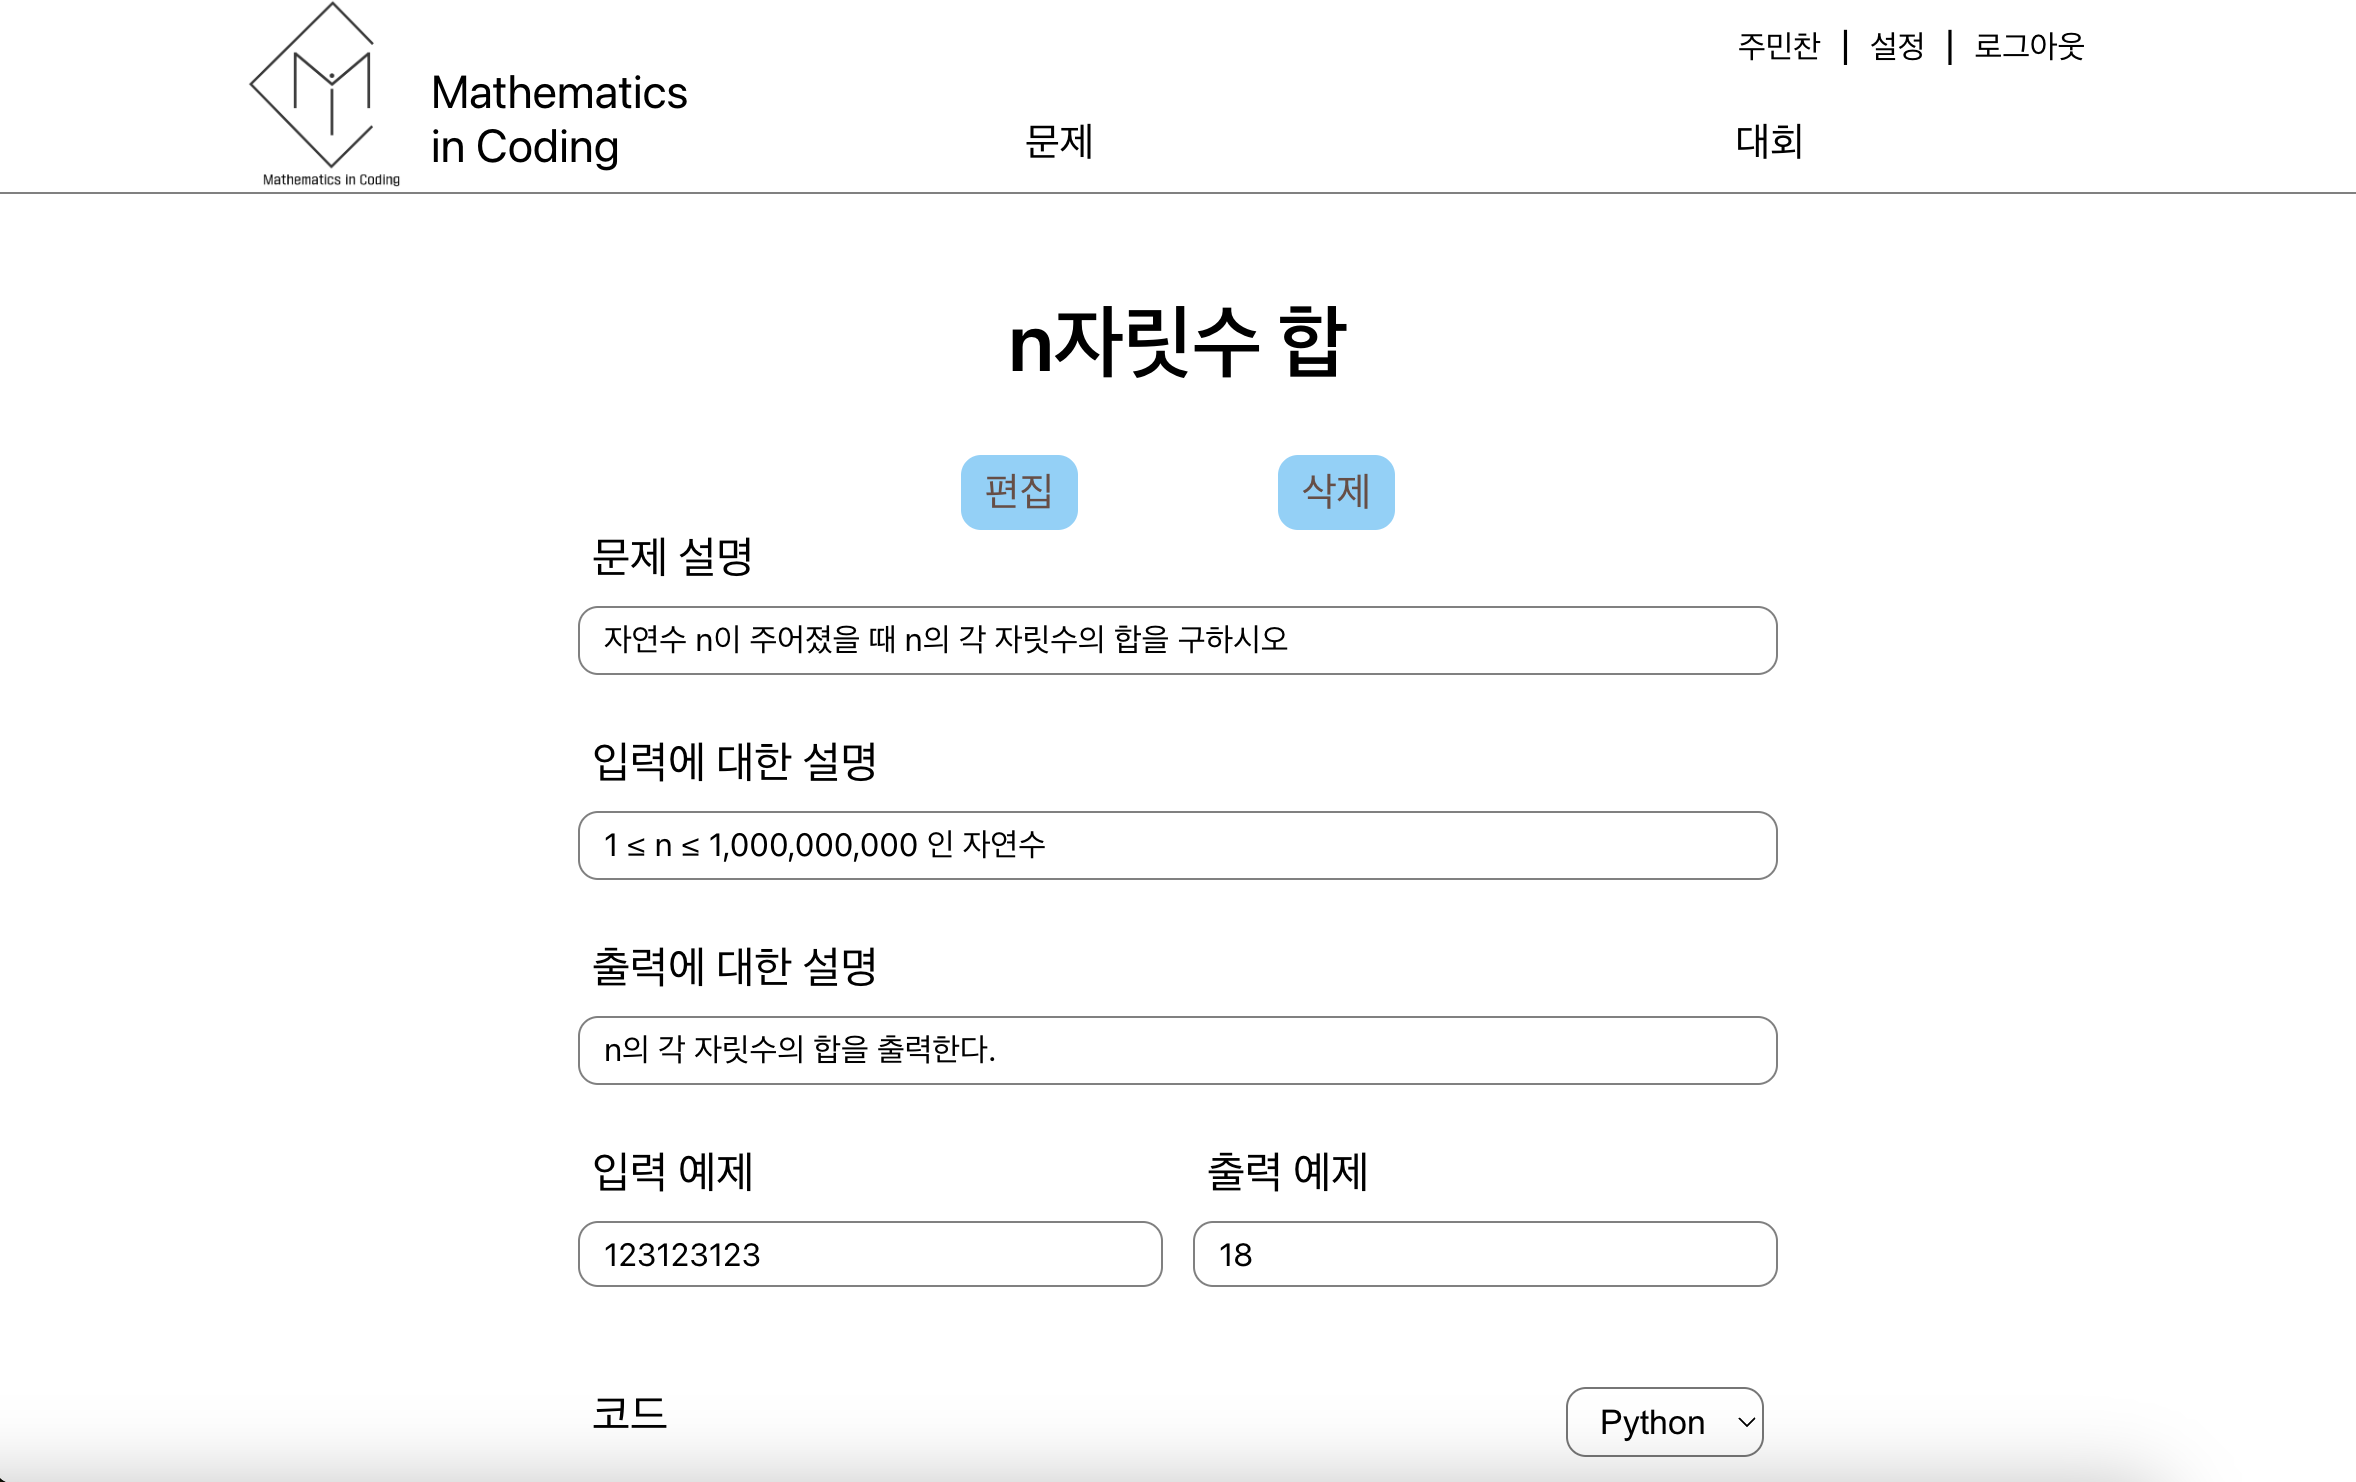 주민찬 | 설정 | 로그아웃
Mathematics
in Coding
Mathematics in Coding
문제
대회
n자릿수 합
편집
삭제
문제 설명
자연수 n이 주어졌을 때 n의 각 자릿수의 합을 구하시오
입력에 대한 설명
1 ≤ n ≤ 1,000,000,000 인 자연수
출력에 대한 설명
n의 각 자릿수의 합을 출력한다.
입력 예제
출력 예제
123123123
18
코드
Python